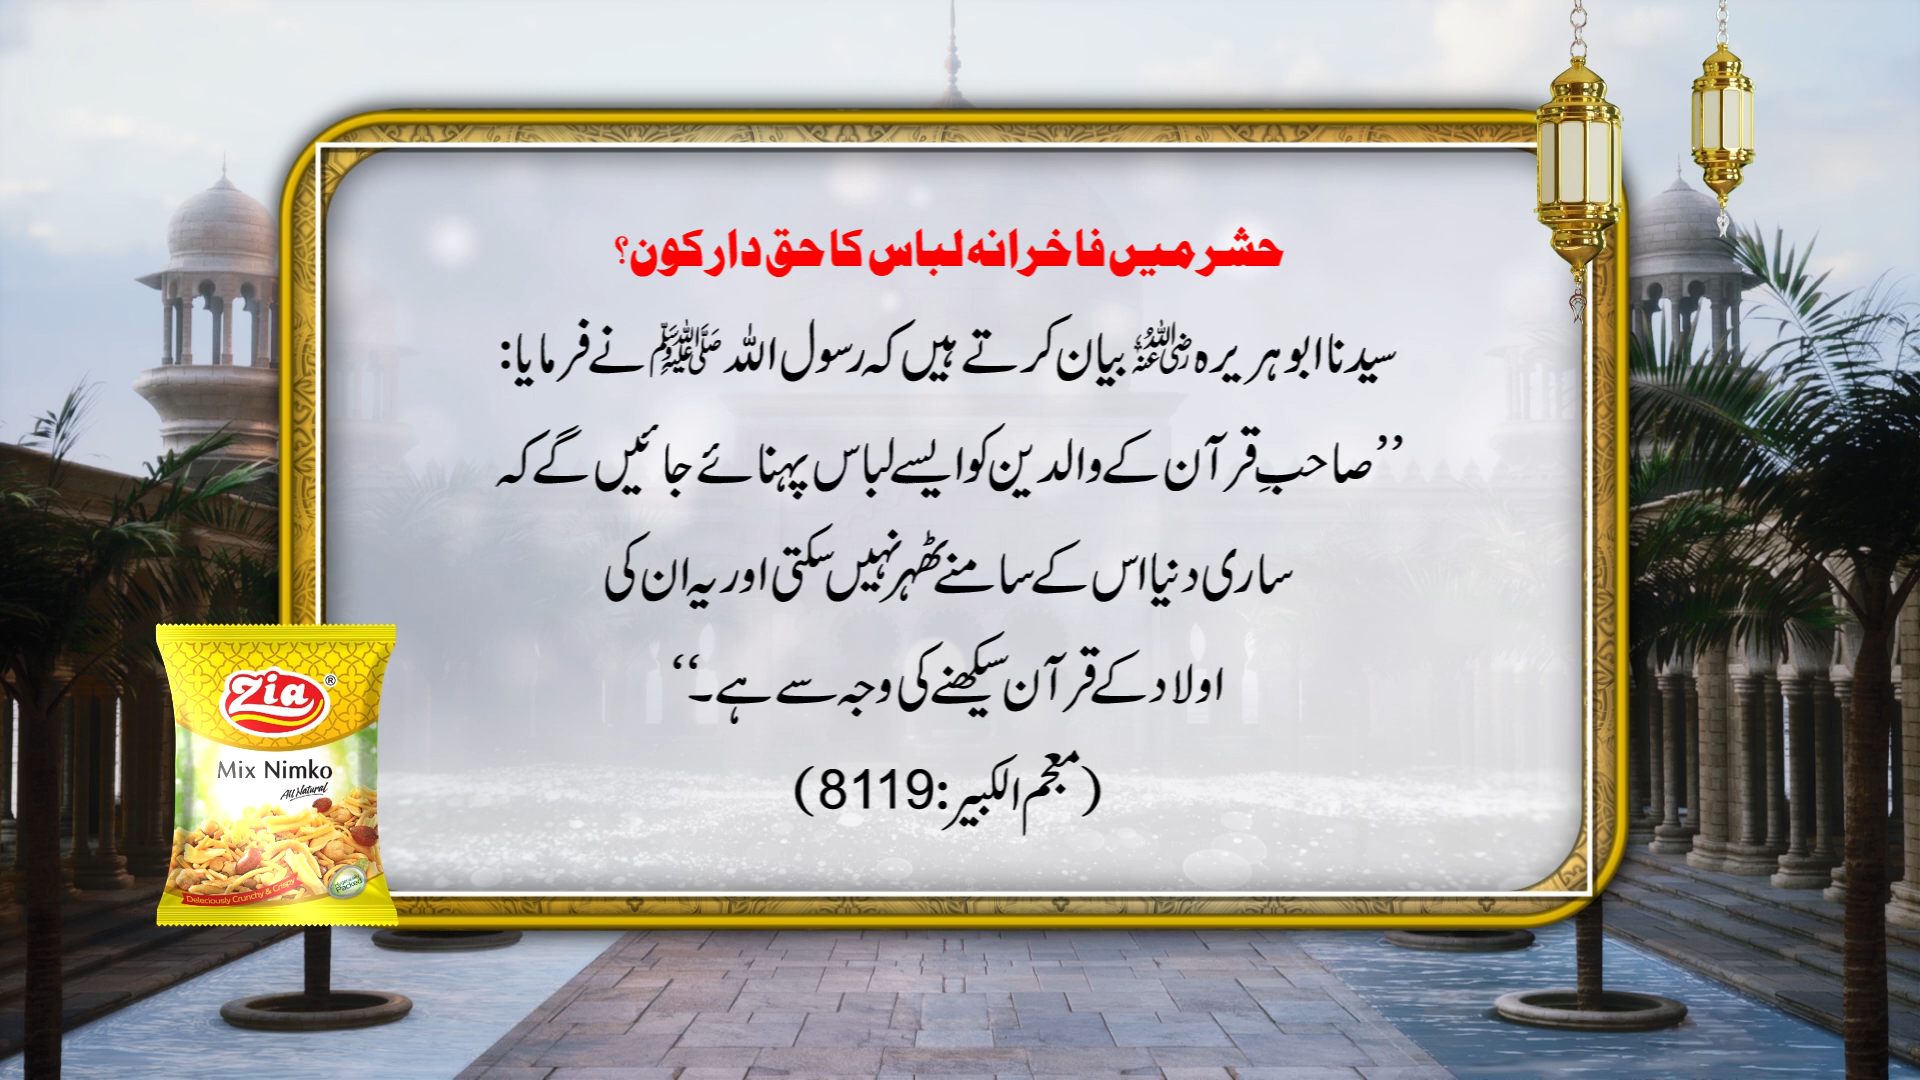 حشر میں فاخرانہ لباس کا حق دار کون؟
سیدنا ابو ہریرہ رضی اللہ عنہ بیان کرتے ہیں کہ رسول اللہ ﷺ نے فرمایا:
’’صاحبِ قرآن کے والدین کو ایسے لباس پہنائے جائیں گے کہ
ساری دنیا اس کے سامنے ٹھہر نہیں سکتی اور یہ ان کی
اولاد کے قرآن سیکھنے کی وجہ سے ہے۔‘‘
(معجم الکبیر:8119)
Zia®
Mix Nimko
All Natural
Deleciously Crunchy & Crispy
Packed